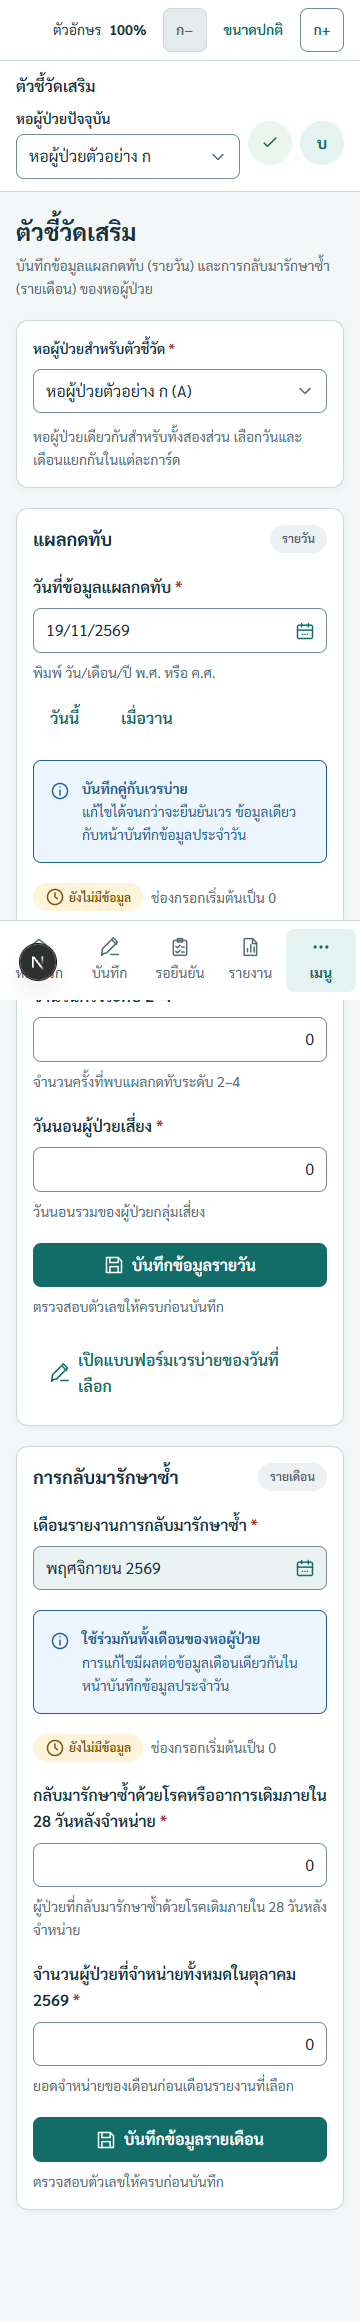 ตัวอักษร 100% ก− ขนาดปกติ ก+
ตัวชี้วัดเสริม
หอผู้ป่วยปัจจุบัน
หอผู้ป่วยตัวอย่าง ก
บ
ตัวชี้วัดเสริม
บันทึกข้อมูลแผลกดทับ (รายวัน) และการกลับมารักษาซ้ำ
(รายเดือน) ของหอผู้ป่วย
หอผู้ป่วยสำหรับตัวชี้วัด *
หอผู้ป่วยตัวอย่าง ก (A)
หอผู้ป่วยเดียวกันสำหรับทั้งสองส่วน เลือกวันและ
เดือนแยกกันในแต่ละการ์ด
แผลกดทับ รายวัน
วันที่ข้อมูลแผลกดทับ *
19/11/2569
พิมพ์ วัน/เดือน/ปี พ.ศ. หรือ ค.ศ.
วันนี้ เมื่อวาน
บันทึกคู่กับเวรบ่าย
แก้ไขได้จนกว่าจะยืนยันเวร ข้อมูลเดียว
กับหน้าบันทึกข้อมูลประจำวัน
ยังไม่มีข้อมูล ช่องกรอกเริ่มต้นเป็น 0
N
บันทึก รอยืนยัน รายงาน เมนู
0
จำนวนครั้งที่พบแผลกดทับระดับ 2–4
วันนอนผู้ป่วยเสี่ยง *
0
วันนอนรวมของผู้ป่วยกลุ่มเสี่ยง
บันทึกข้อมูลรายวัน
ตรวจสอบตัวเลขให้ครบก่อนบันทึก
เปิดแบบฟอร์มเวรบ่ายของวันที่
เลือก
การกลับมารักษาซ้ำ รายเดือน
เดือนรายงานการกลับมารักษาซ้ำ *
พฤศจิกายน 2569
ใช้ร่วมกันทั้งเดือนของหอผู้ป่วย
การแก้ไขมีผลต่อข้อมูลเดือนเดียวกันใน
หน้าบันทึกข้อมูลประจำวัน
ยังไม่มีข้อมูล ช่องกรอกเริ่มต้นเป็น 0
กลับมารักษาซ้ำด้วยโรคหรืออาการเดิมภายใน
28 วันหลังจำหน่าย *
0
ผู้ป่วยที่กลับมารักษาซ้ำด้วยโรคเดิมภายใน 28 วันหลัง
จำหน่าย
จำนวนผู้ป่วยที่จำหน่ายทั้งหมดในตุลาคม
2569 *
0
ยอดจำหน่ายของเดือนก่อนเดือนรายงานที่เลือก
บันทึกข้อมูลรายเดือน
ตรวจสอบตัวเลขให้ครบก่อนบันทึก